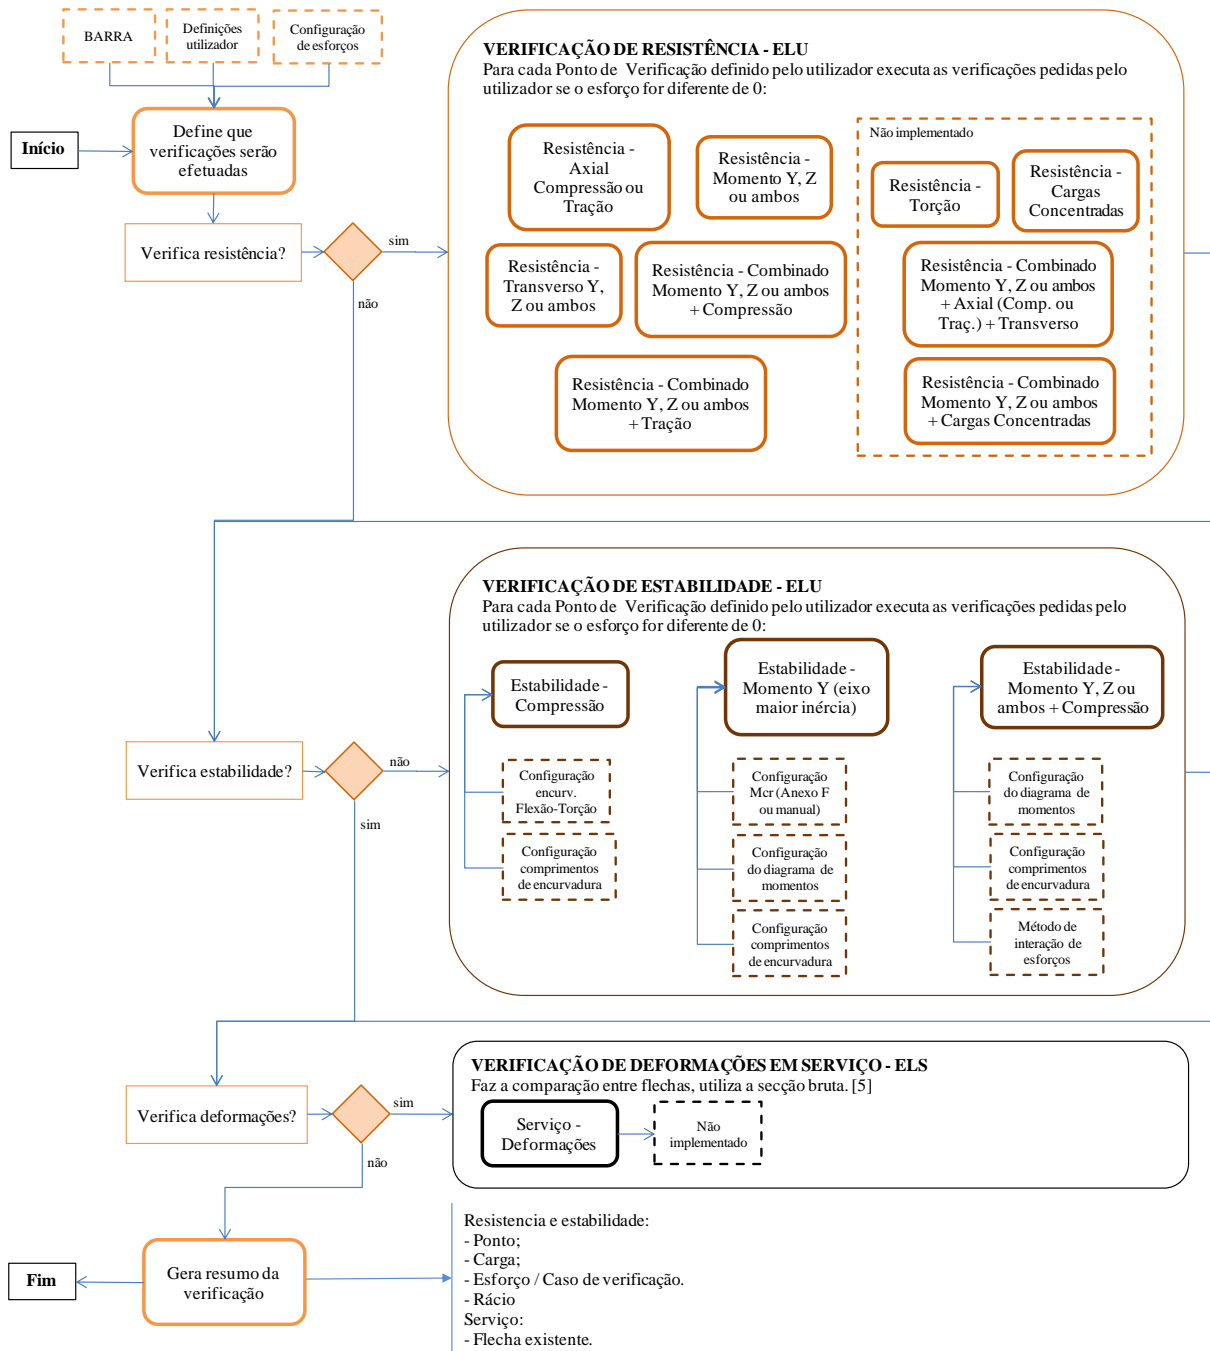 BARRA
Definições
utilizador
Configuração
de esforços
Início
Define que
verificações serão
efetuadas
Verifica resistência?
sim
não
VERIFICAÇÃO DE RESISTÊNCIA - ELU
Para cada Ponto de Verificação definido pelo utilizador executa as verificações pedidas pelo
utilizador se o esforço for diferente de 0:
Resistência -
Axial
Compressão ou
Tração
Resistência -
Momento Y, Z
ou ambos
Não implementado
Resistência -
Torção
Resistência -
Cargas
Concentradas
Resistência -
Transverso Y,
Z ou ambos
Resistência - Combinado
Momento Y, Z ou ambos
+ Compressão
Resistência - Combinado
Momento Y, Z ou ambos
+ Axial (Comp. ou
Traç.) + Transverso
Resistência - Combinado
Momento Y, Z ou ambos
+ Tração
Resistência - Combinado
Momento Y, Z ou ambos
+ Cargas Concentradas
VERIFICAÇÃO DE ESTABILIDADE - ELU
Para cada Ponto de Verificação definido pelo utilizador executa as verificações pedidas pelo
utilizador se o esforço for diferente de 0:
Verifica estabilidade?
não
sim
Estabilidade -
Compressão
Configuração
encurv.
Flexão-Torção
Configuração
comprimentos
de encurvadura
Estabilidade -
Momento Y (eixo
maior inércia)
Configuração
Mcr (Anexo F
ou manual)
Configuração
do diagrama de
momentos
Configuração
comprimentos
de encurvadura
Estabilidade -
Momento Y, Z ou
ambos + Compressão
Configuração
do diagrama de
momentos
Configuração
comprimentos
de encurvadura
Método de
interação de
esforços
VERIFICAÇÃO DE DEFORMAÇÕES EM SERVIÇO - ELS
Faz a comparação entre flechas, utiliza a secção bruta. [5]
Verifica deformações?
sim
não
Serviço -
Deformações
Não
implementado
Fim
Gera resumo da
verificação
Resistencia e estabilidade:
- Ponto;
- Carga;
- Esforço / Caso de verificação.
- Rácio
Serviço:
- Flecha existente.